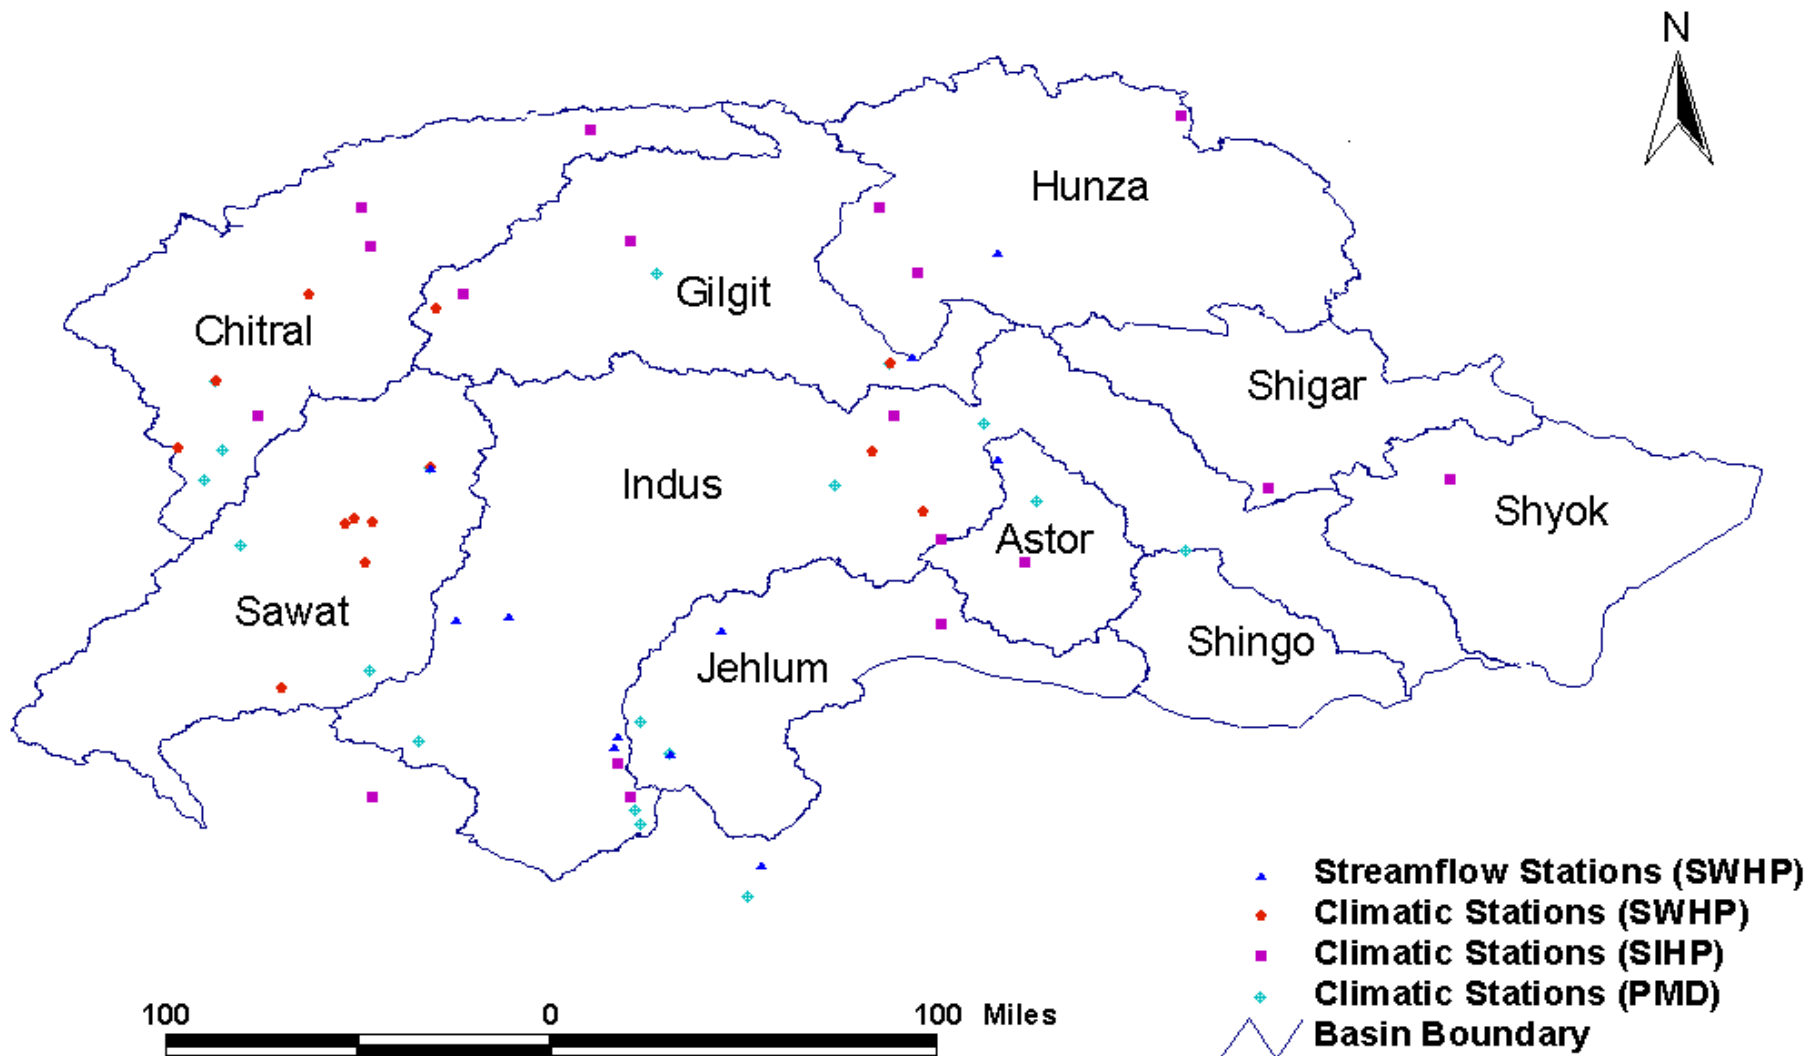 N
Hunza
Gilgit
Chitral
Shigar
Indus
Shyok
Astor
Sawat
Shingo
Jehlum
Streamflow Stations (SWHP)
Climatic Stations (SWHP)
Climatic Stations (SIHP)
Climatic Stations (PMD)
Basin Boundary
100 0 100 Miles